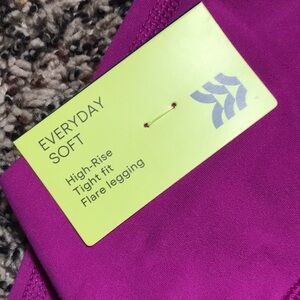 EVERYDAY
SOFT
High-Rise
Tight fit
Flare legging